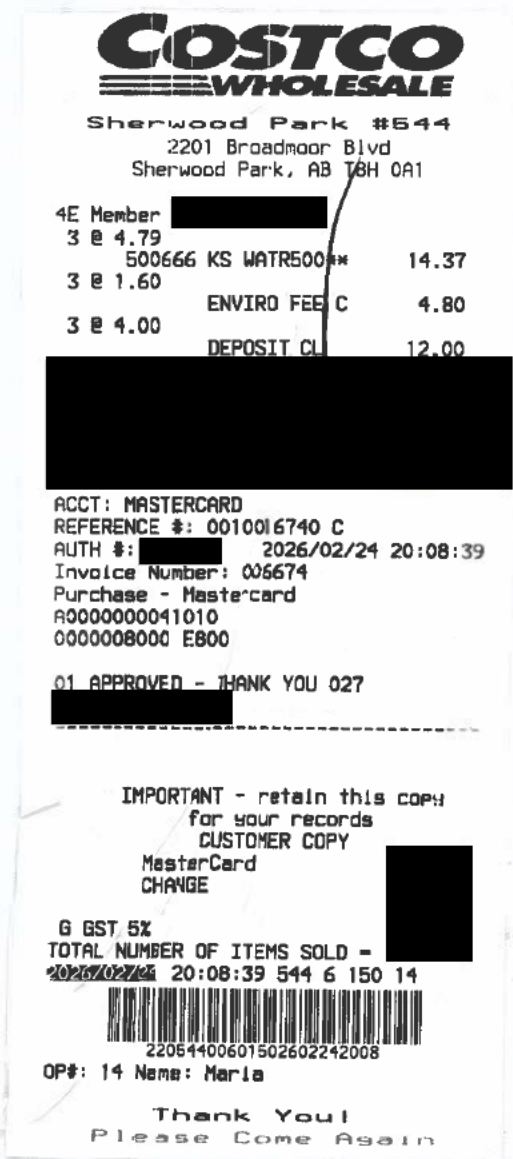 COSTCO
WHOLESALE
Sherwood Park #544
2201 Broadmoor Blvd
Sherwood Park, AB T8H 0A1
4E Member
3 @ 4.79
500666 KS WATR500** 14.37
3 @ 1.60
ENVIRO FEE C 4.80
3 @ 4.00
DEPOSIT CL 12.00
ACCT: MASTERCARD
REFERENCE #: 0010016740 C
AUTH #: 2026/02/24 20:08:39
Invoice Number: 006674
Purchase - Mastercard
A0000000041010
0000008000 E800
01 APPROVED - THANK YOU 027
IMPORTANT - retain this copy
for your records
CUSTOMER COPY
MasterCard
CHANGE
G GST 5%
TOTAL NUMBER OF ITEMS SOLD =
2026/02/24 20:08:39 544 6 150 14
22054400601502602242008
OP#: 14 Name: Maria
Thank You!
Please Come Again